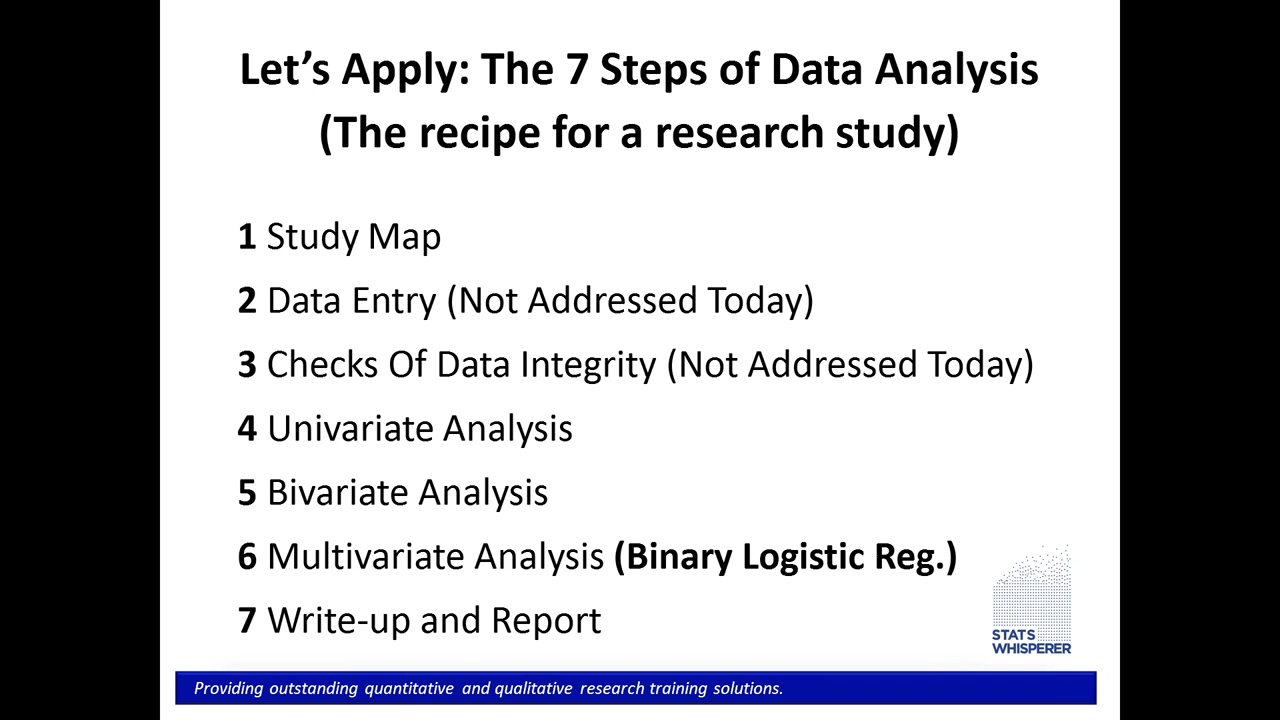 Let’s Apply: The 7 Steps of Data Analysis
(The recipe for a research study)
1 Study Map
2 Data Entry (Not Addressed Today)
3 Checks Of Data Integrity (Not Addressed Today)
4 Univariate Analysis
5 Bivariate Analysis
6 Multivariate Analysis (Binary Logistic Reg.)
7 Write-up and Report
STATS
WHISPERER
Providing outstanding quantitative and qualitative research training solutions.